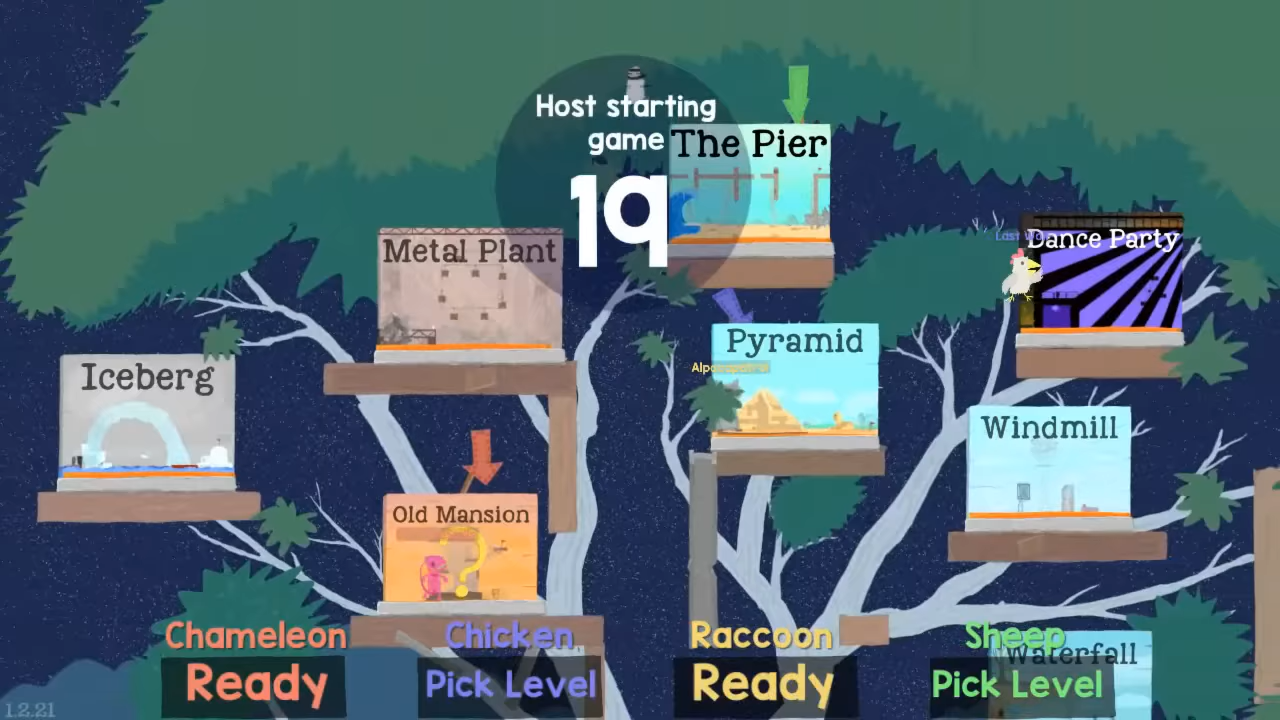 Host starting
game
19
The Pier
Metal Plant
Dance Party
Last
Pyramid
Iceberg
Windmill
Old Mansion
?
Chameleon
Chicken
Raccoon
Sheep
Waterfall
Ready
Pick Level
Ready
Pick Level
1.2.21